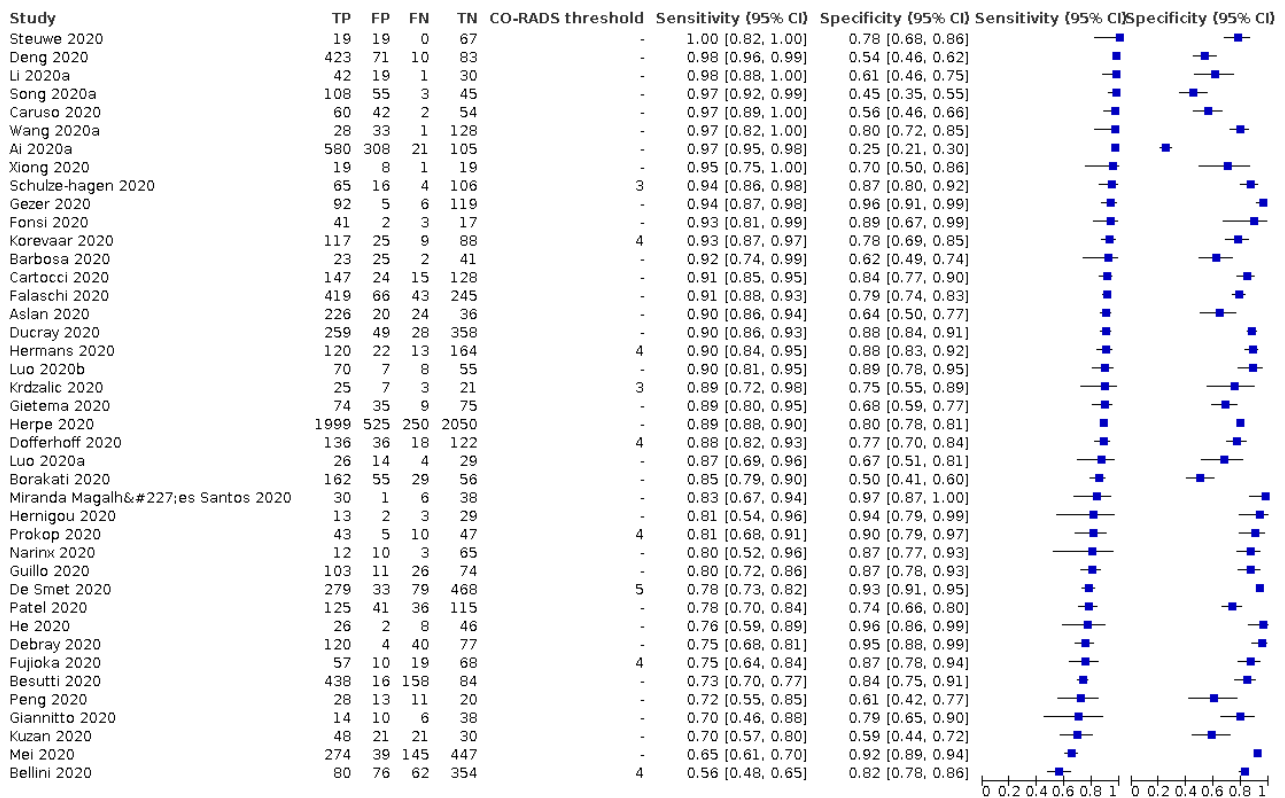 Study TP FP FN TN CO-RADS threshold Sensitivity (95% CI) Specificity (95% CI) Sensitivity (95% CI) Specificity (95% CI)
Steuwe 2020 19 19 0 67 - 1.00 [0.82, 1.00] 0.78 [0.68, 0.86]
Deng 2020 423 71 10 83 - 0.98 [0.96, 0.99] 0.54 [0.46, 0.62]
Li 2020a 42 19 1 30 - 0.98 [0.88, 1.00] 0.61 [0.46, 0.75]
Song 2020a 108 55 3 45 - 0.97 [0.92, 0.99] 0.45 [0.35, 0.55]
Caruso 2020 60 42 2 54 - 0.97 [0.89, 1.00] 0.56 [0.46, 0.66]
Wang 2020a 28 33 1 128 - 0.97 [0.82, 1.00] 0.80 [0.72, 0.85]
Ai 2020a 580 308 21 105 - 0.97 [0.95, 0.98] 0.25 [0.21, 0.30]
Xiong 2020 19 8 1 19 - 0.95 [0.75, 1.00] 0.70 [0.50, 0.86]
Schulze-hagen 2020 65 16 4 106 3 0.94 [0.86, 0.98] 0.87 [0.80, 0.92]
Gezer 2020 92 5 6 119 - 0.94 [0.87, 0.98] 0.96 [0.91, 0.99]
Fonsi 2020 41 2 3 17 - 0.93 [0.81, 0.99] 0.89 [0.67, 0.99]
Korevaar 2020 117 25 9 88 4 0.93 [0.87, 0.97] 0.78 [0.69, 0.85]
Barbosa 2020 23 25 2 41 - 0.92 [0.74, 0.99] 0.62 [0.49, 0.74]
Cartocci 2020 147 24 15 128 - 0.91 [0.85, 0.95] 0.84 [0.77, 0.90]
Falaschi 2020 419 66 43 245 - 0.91 [0.88, 0.93] 0.79 [0.74, 0.83]
Aslan 2020 226 20 24 36 - 0.90 [0.86, 0.94] 0.64 [0.50, 0.77]
Ducray 2020 259 49 28 358 - 0.90 [0.86, 0.93] 0.88 [0.84, 0.91]
Hermans 2020 120 22 13 164 4 0.90 [0.84, 0.95] 0.88 [0.83, 0.92]
Luo 2020b 70 7 8 55 - 0.90 [0.81, 0.95] 0.89 [0.78, 0.95]
Krdzalic 2020 25 7 3 21 3 0.89 [0.72, 0.98] 0.75 [0.55, 0.89]
Gietema 2020 74 35 9 75 - 0.89 [0.80, 0.95] 0.68 [0.59, 0.77]
Herpe 2020 1999 525 250 2050 - 0.89 [0.88, 0.90] 0.80 [0.78, 0.81]
Dofferhoff 2020 136 36 18 122 4 0.88 [0.82, 0.93] 0.77 [0.70, 0.84]
Luo 2020a 26 14 4 29 - 0.87 [0.69, 0.96] 0.67 [0.51, 0.81]
Borakati 2020 162 55 29 56 - 0.85 [0.79, 0.90] 0.50 [0.41, 0.60]
Miranda Magalh&#227;es Santos 2020 30 1 6 38 - 0.83 [0.67, 0.94] 0.97 [0.87, 1.00]
Hernigou 2020 13 2 3 29 - 0.81 [0.54, 0.96] 0.94 [0.79, 0.99]
Prokop 2020 43 5 10 47 4 0.81 [0.68, 0.91] 0.90 [0.79, 0.97]
Narinx 2020 12 10 3 65 - 0.80 [0.52, 0.96] 0.87 [0.77, 0.93]
Guillo 2020 103 11 26 74 - 0.80 [0.72, 0.86] 0.87 [0.78, 0.93]
De Smet 2020 279 33 79 468 5 0.78 [0.73, 0.82] 0.93 [0.91, 0.95]
Patel 2020 125 41 36 115 - 0.78 [0.70, 0.84] 0.74 [0.66, 0.80]
He 2020 26 2 8 46 - 0.76 [0.59, 0.89] 0.96 [0.86, 0.99]
Debray 2020 120 4 40 77 - 0.75 [0.68, 0.81] 0.95 [0.88, 0.99]
Fujioka 2020 57 10 19 68 4 0.75 [0.64, 0.84] 0.87 [0.78, 0.94]
Besutti 2020 438 16 158 84 - 0.73 [0.70, 0.77] 0.84 [0.75, 0.91]
Peng 2020 28 13 11 20 - 0.72 [0.55, 0.85] 0.61 [0.42, 0.77]
Giannitto 2020 14 10 6 38 - 0.70 [0.46, 0.88] 0.79 [0.65, 0.90]
Kuzan 2020 48 21 21 30 - 0.70 [0.57, 0.80] 0.59 [0.44, 0.72]
Mei 2020 274 39 145 447 - 0.65 [0.61, 0.70] 0.92 [0.89, 0.94]
Bellini 2020 80 76 62 354 4 0.56 [0.48, 0.65] 0.82 [0.78, 0.86]
0 0.2 0.4 0.6 0.8 1 0 0.2 0.4 0.6 0.8 1